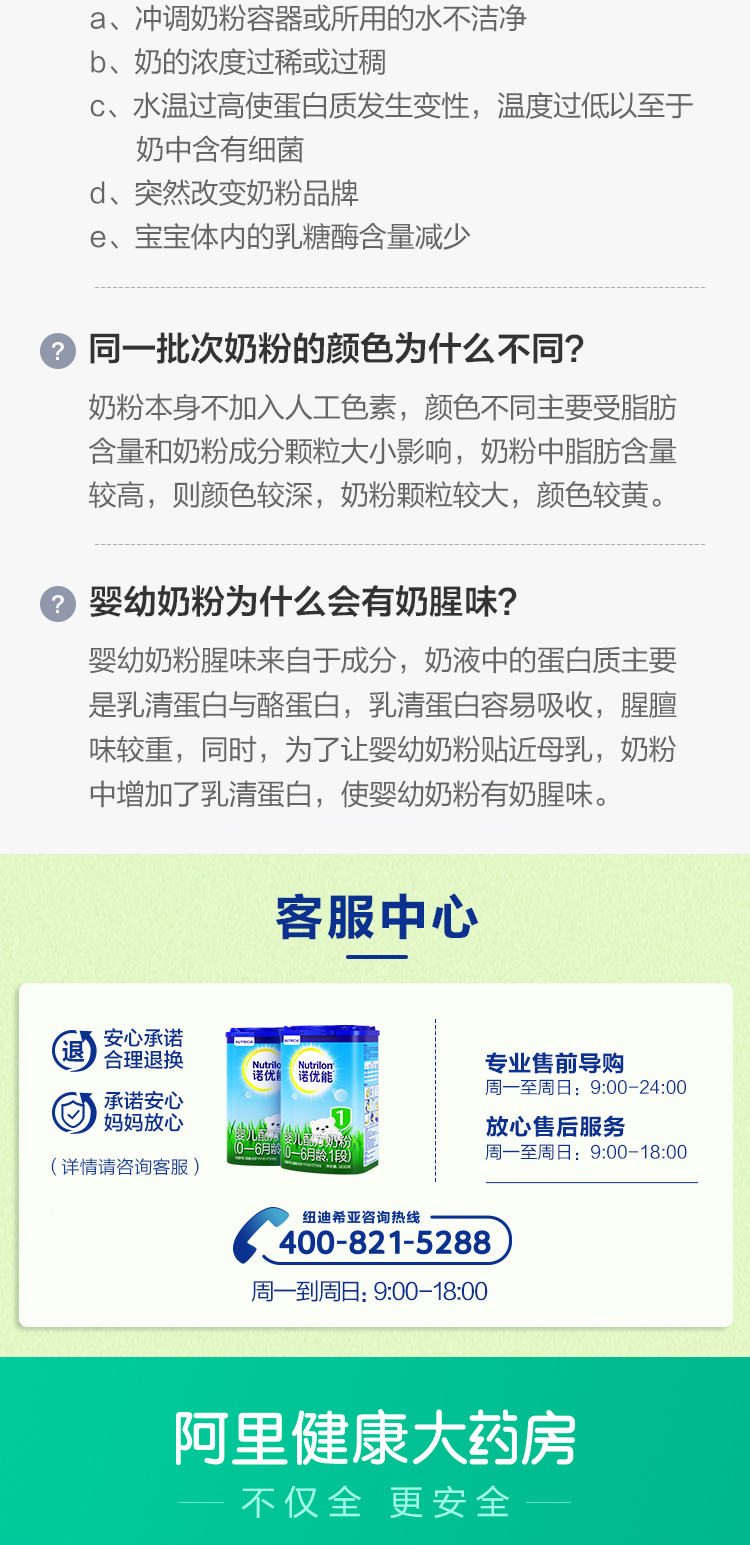 a、冲调奶粉容器或所用的水不洁净
b、奶的浓度过稀或过稠
c、水温过高使蛋白质发生变性，温度过低以至于
奶中含有细菌
d、突然改变奶粉品牌
e、宝宝体内的乳糖酶含量减少
? 同一批次奶粉的颜色为什么不同?
奶粉本身不加入人工色素，颜色不同主要受脂肪
含量和奶粉成分颗粒大小影响，奶粉中脂肪含量
较高，则颜色较深，奶粉颗粒较大，颜色较黄。
? 婴幼奶粉为什么会有奶腥味?
婴幼奶粉腥味来自于成分，奶液中的蛋白质主要
是乳清蛋白与酪蛋白，乳清蛋白容易吸收，腥膻
味较重，同时，为了让婴幼奶粉贴近母乳，奶粉
中增加了乳清蛋白，使婴幼奶粉有奶腥味。
客服中心
退
安心承诺
合理退换
承诺安心
妈妈放心
（详情请咨询客服）
NUTRICIA
Nutrilon
诺优能
1
婴儿配方奶粉
(0—6月龄,1段)
专业售前导购
周一至周日：9:00-24:00
放心售后服务
周一至周日：9:00-18:00
纽迪希亚咨询热线
400-821-5288
周一到周日: 9:00-18:00
阿里健康大药房
不仅全 更安全